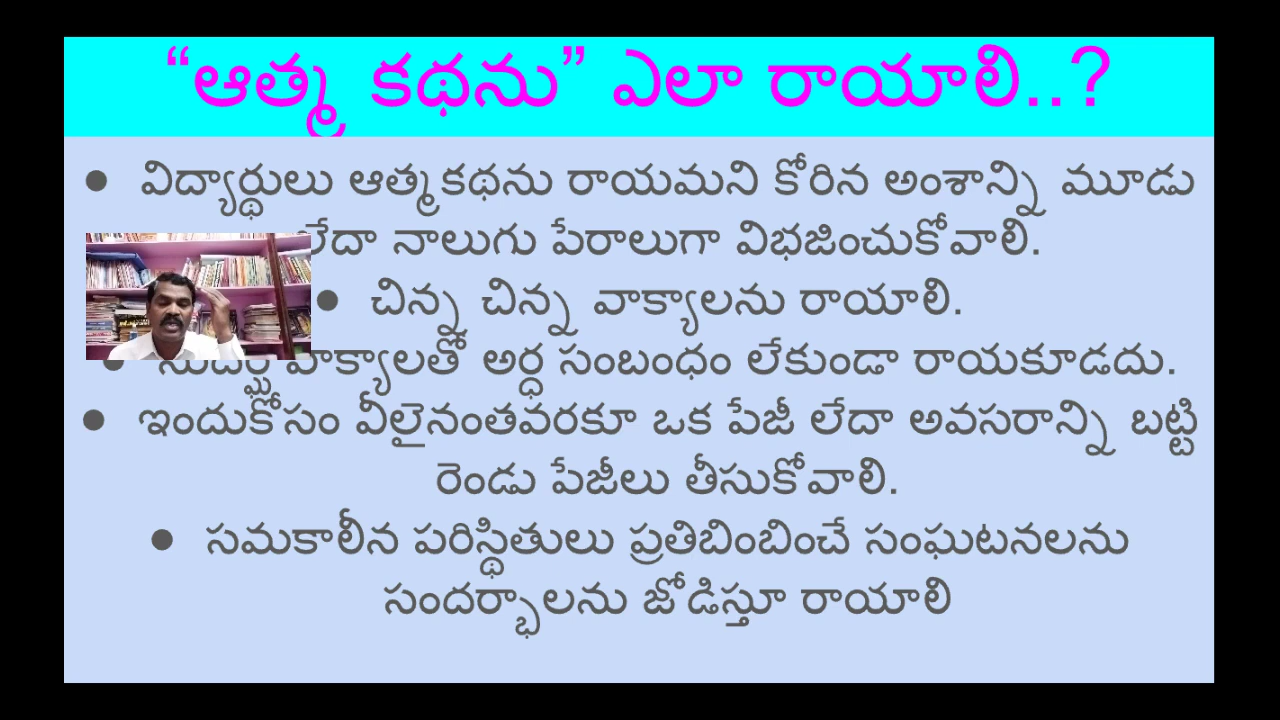 “ఆత్మ కథను” ఎలా రాయాలి..?
● విద్యార్థులు ఆత్మకథను రాయమని కోరిన అంశాన్ని మూడు
నాలుగు పేరాలుగా విభజించుకోవాలి.
● చిన్న చిన్న వాక్యాలను రాయాలి.
● వాక్యాలతో అర్ధ సంబంధం లేకుండా రాయకూడదు.
● ఇందుకోసం వీలైనంతవరకూ ఒక పేజీ లేదా అవసరాన్ని బట్టి
రెండు పేజీలు తీసుకోవాలి.
● సమకాలీన పరిస్థితులు ప్రతిబింబించే సంఘటనలను
సందర్భాలను జోడిస్తూ రాయాలి